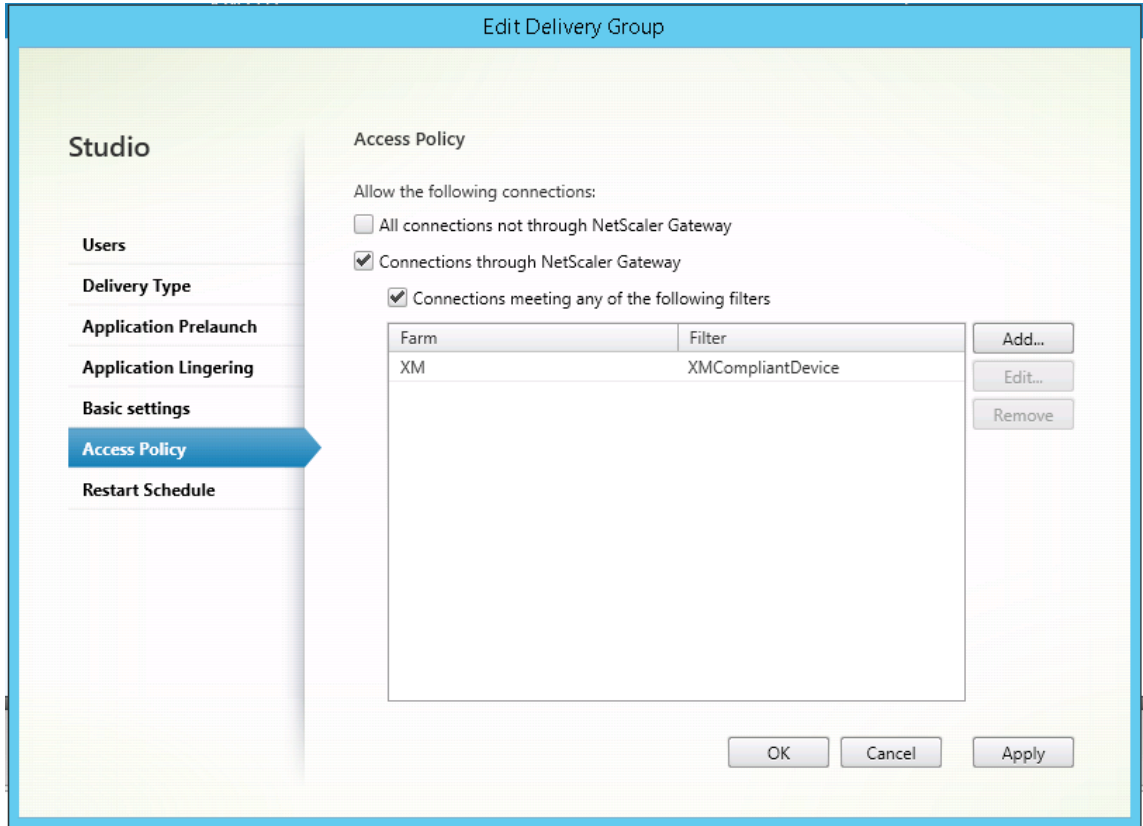 Edit Delivery Group
Studio
Users
Delivery Type
Application Prelaunch
Application Lingering
Basic settings
Access Policy
Restart Schedule
Access Policy
Allow the following connections:
All connections not through NetScaler Gateway
Connections through NetScaler Gateway
Connections meeting any of the following filters
Farm Filter
XM XMCompliantDevice
Add...
Edit...
Remove
OK Cancel Apply